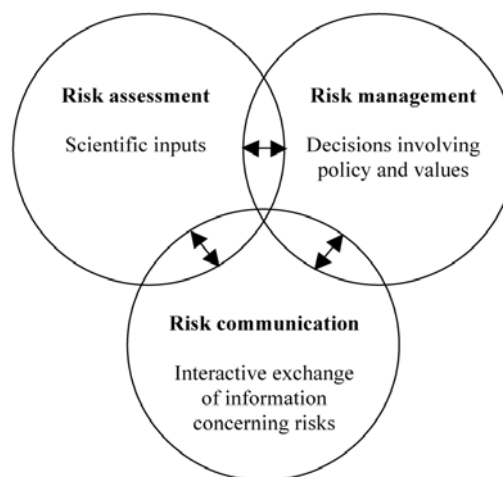 Risk assessment
Scientific inputs
Risk management
Decisions involving
policy and values
Risk communication
Interactive exchange
of information
concerning risks